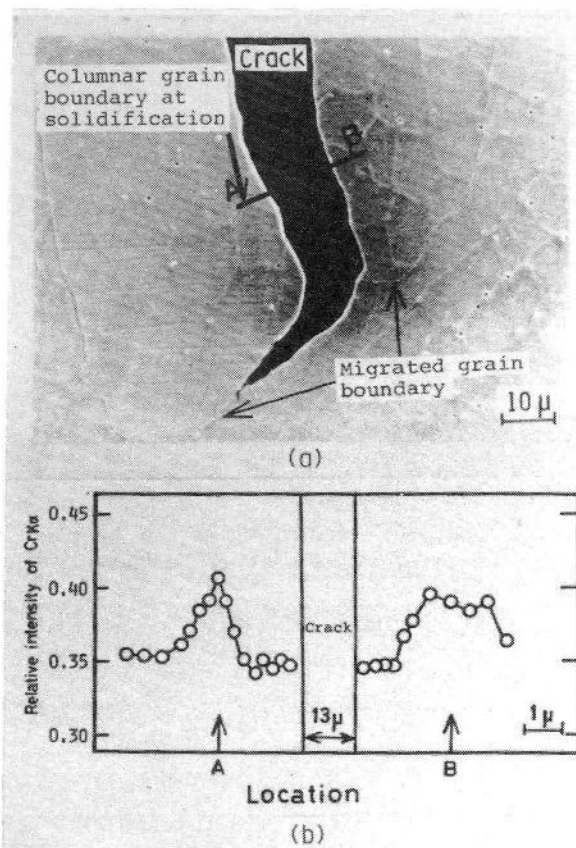 Crack
Columnar grain
boundary at
solidification
A
B
Migrated grain
boundary
10 μ
(a)
Relative intensity of CrKα
0.45
0.40
0.35
0.30
Crack
13μ
1μ
A
B
Location
(b)